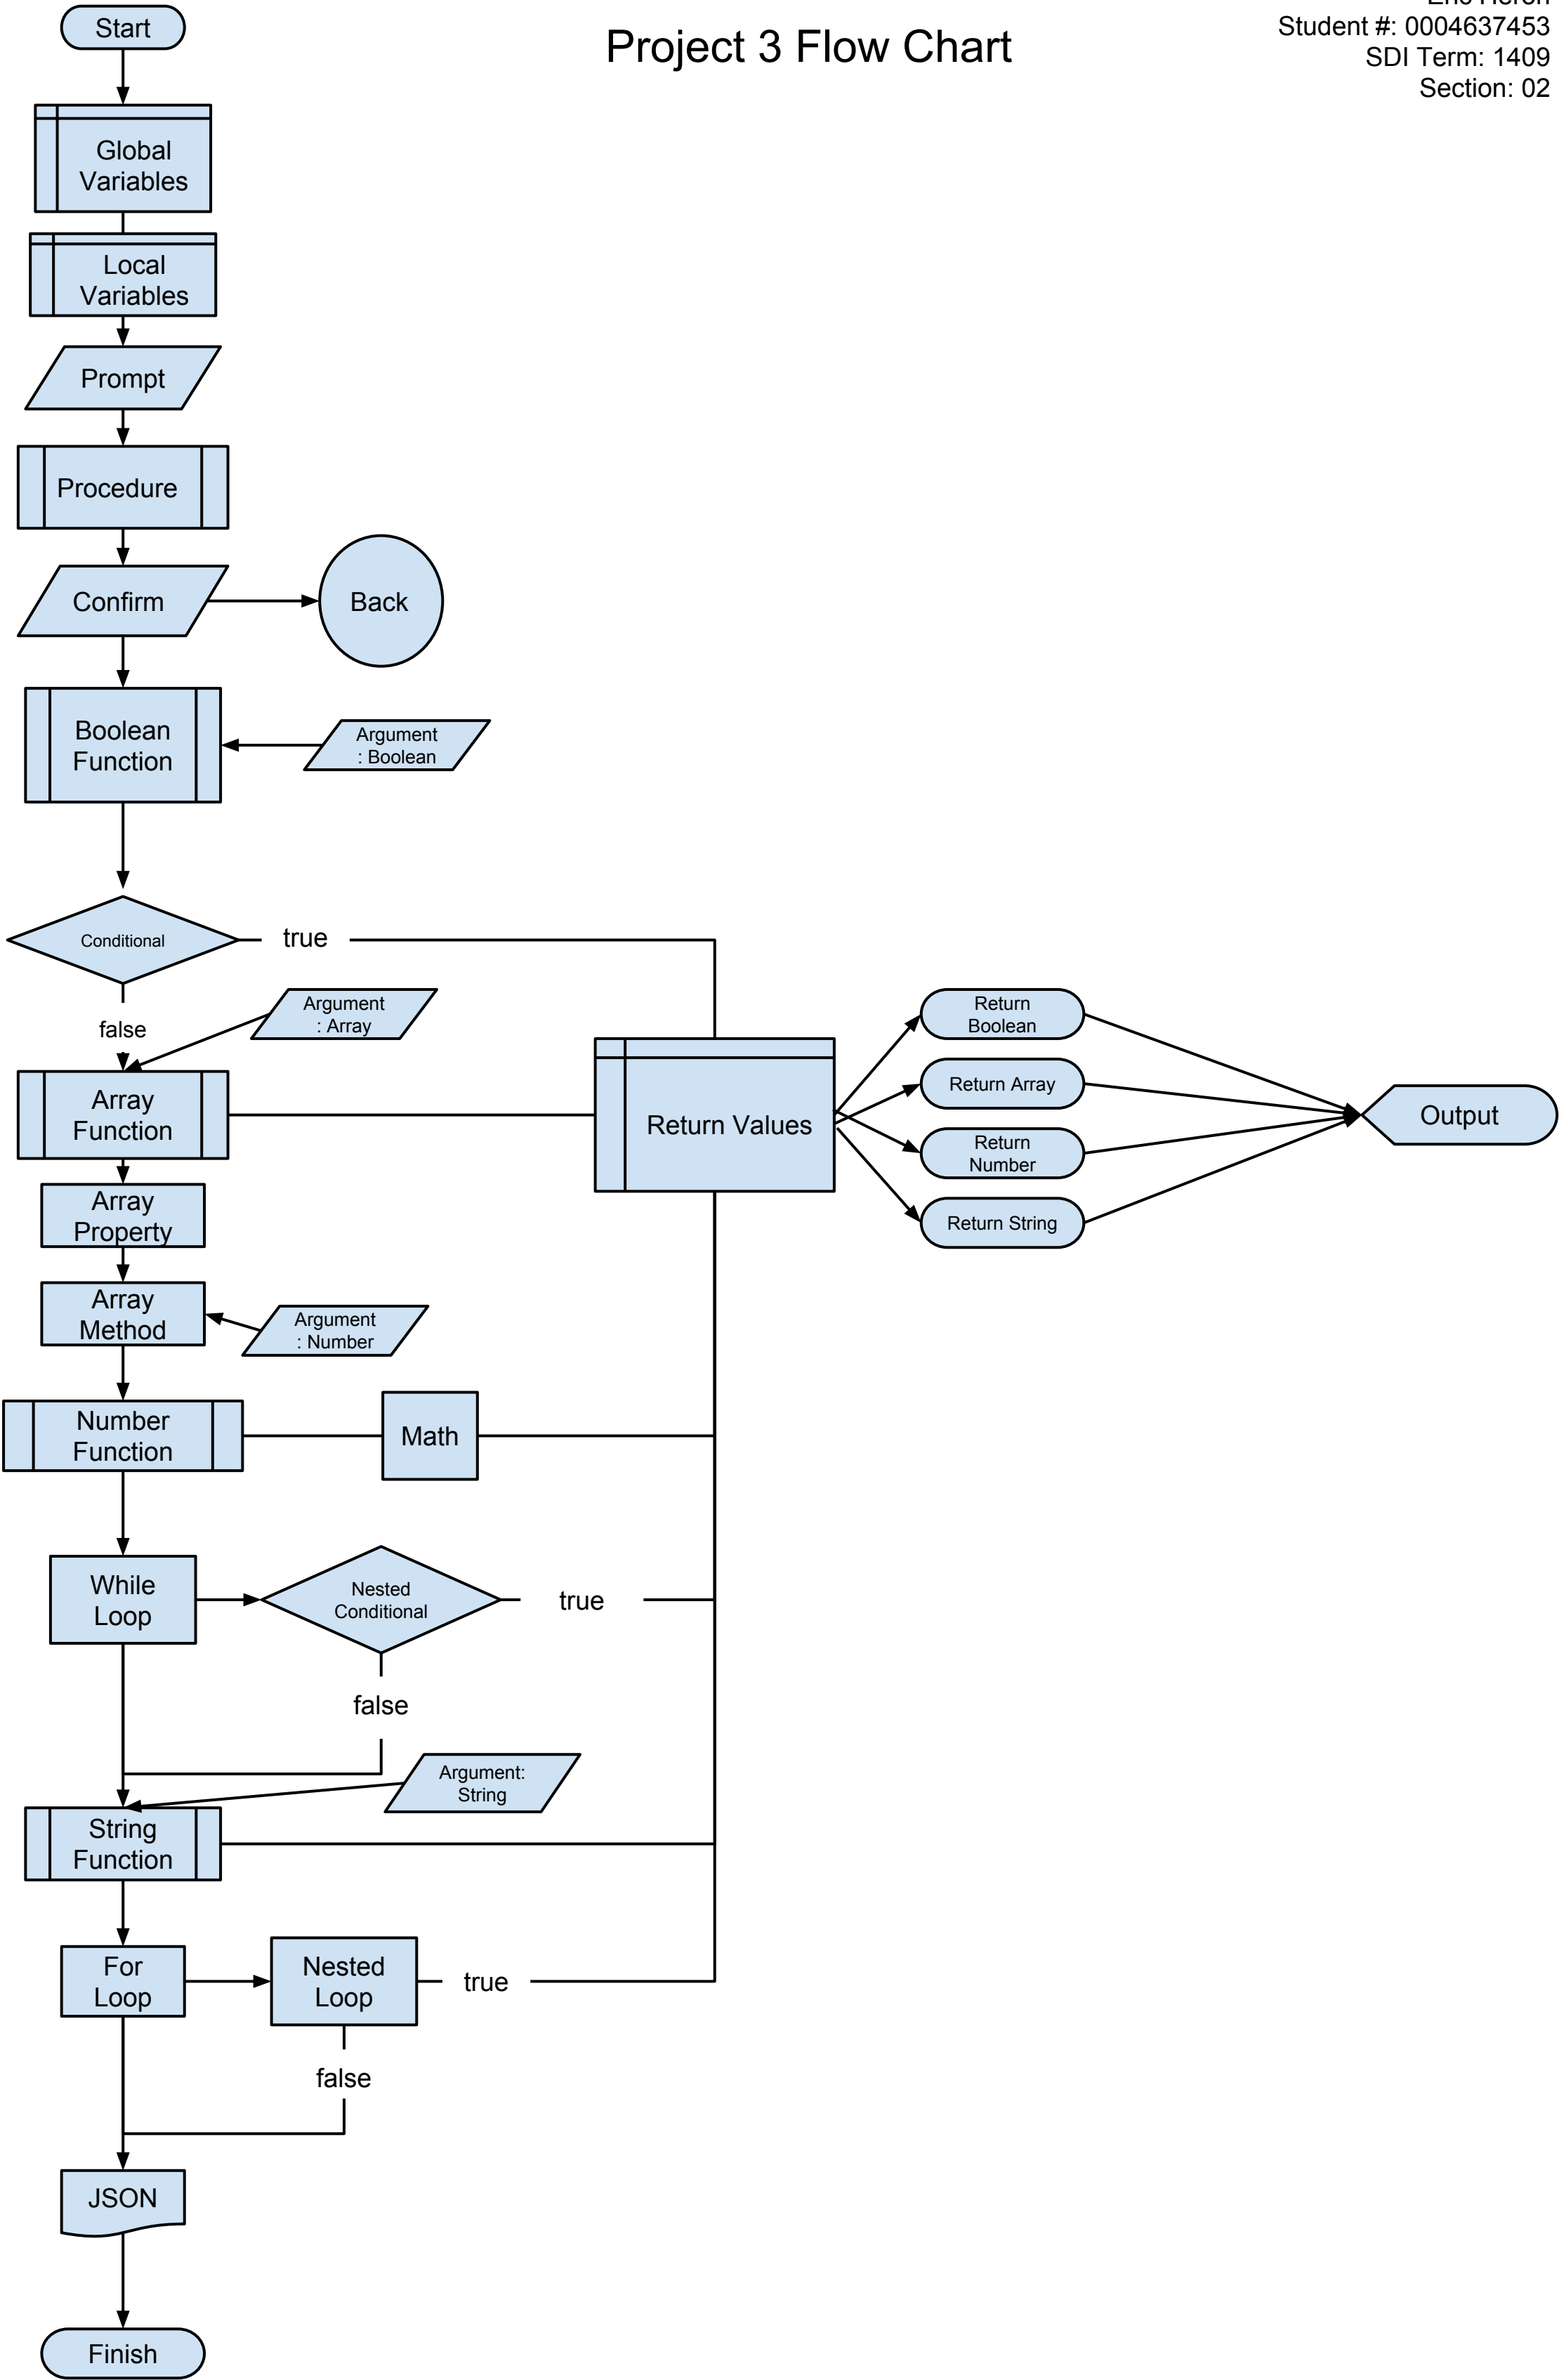 Start
Project 3 Flow Chart
Student #: 0004637453
SDI Term: 1409
Section: 02
Global
Variables
Local
Variables
Prompt
Procedure
Confirm
Back
Boolean
Function
Argument
: Boolean
Conditional
true
false
Argument
: Array
Array
Function
Return Values
Return
Boolean
Return Array
Return
Number
Return String
Output
Array
Property
Array
Method
Argument
: Number
Number
Function
Math
While
Loop
Nested
Conditional
true
false
Argument:
String
String
Function
For
Loop
Nested
Loop
true
false
JSON
Finish